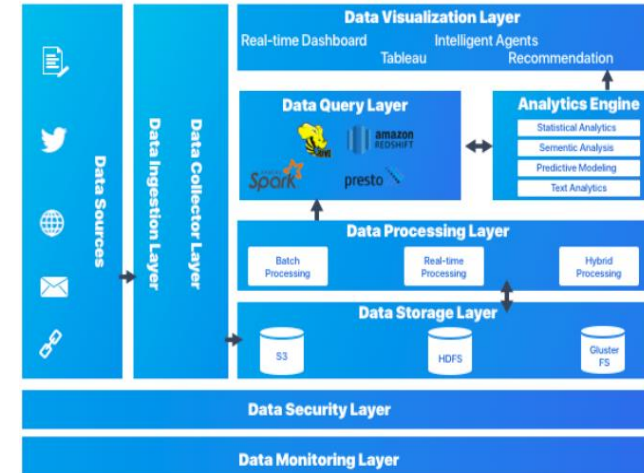 Data Sources
Data Ingestion Layer
Data Collector Layer
Data Visualization Layer
Real-time Dashboard
Intelligent Agents
Tableau
Recommendation
Data Query Layer
HIVE
amazon
REDSHIFT
Spark
presto
Analytics Engine
Statistical Analytics
Sementic Analysis
Predictive Modeling
Text Analytics
Data Processing Layer
Batch
Processing
Real-time
Processing
Hybrid
Processing
Data Storage Layer
S3
HDFS
Gluster
FS
Data Security Layer
Data Monitoring Layer